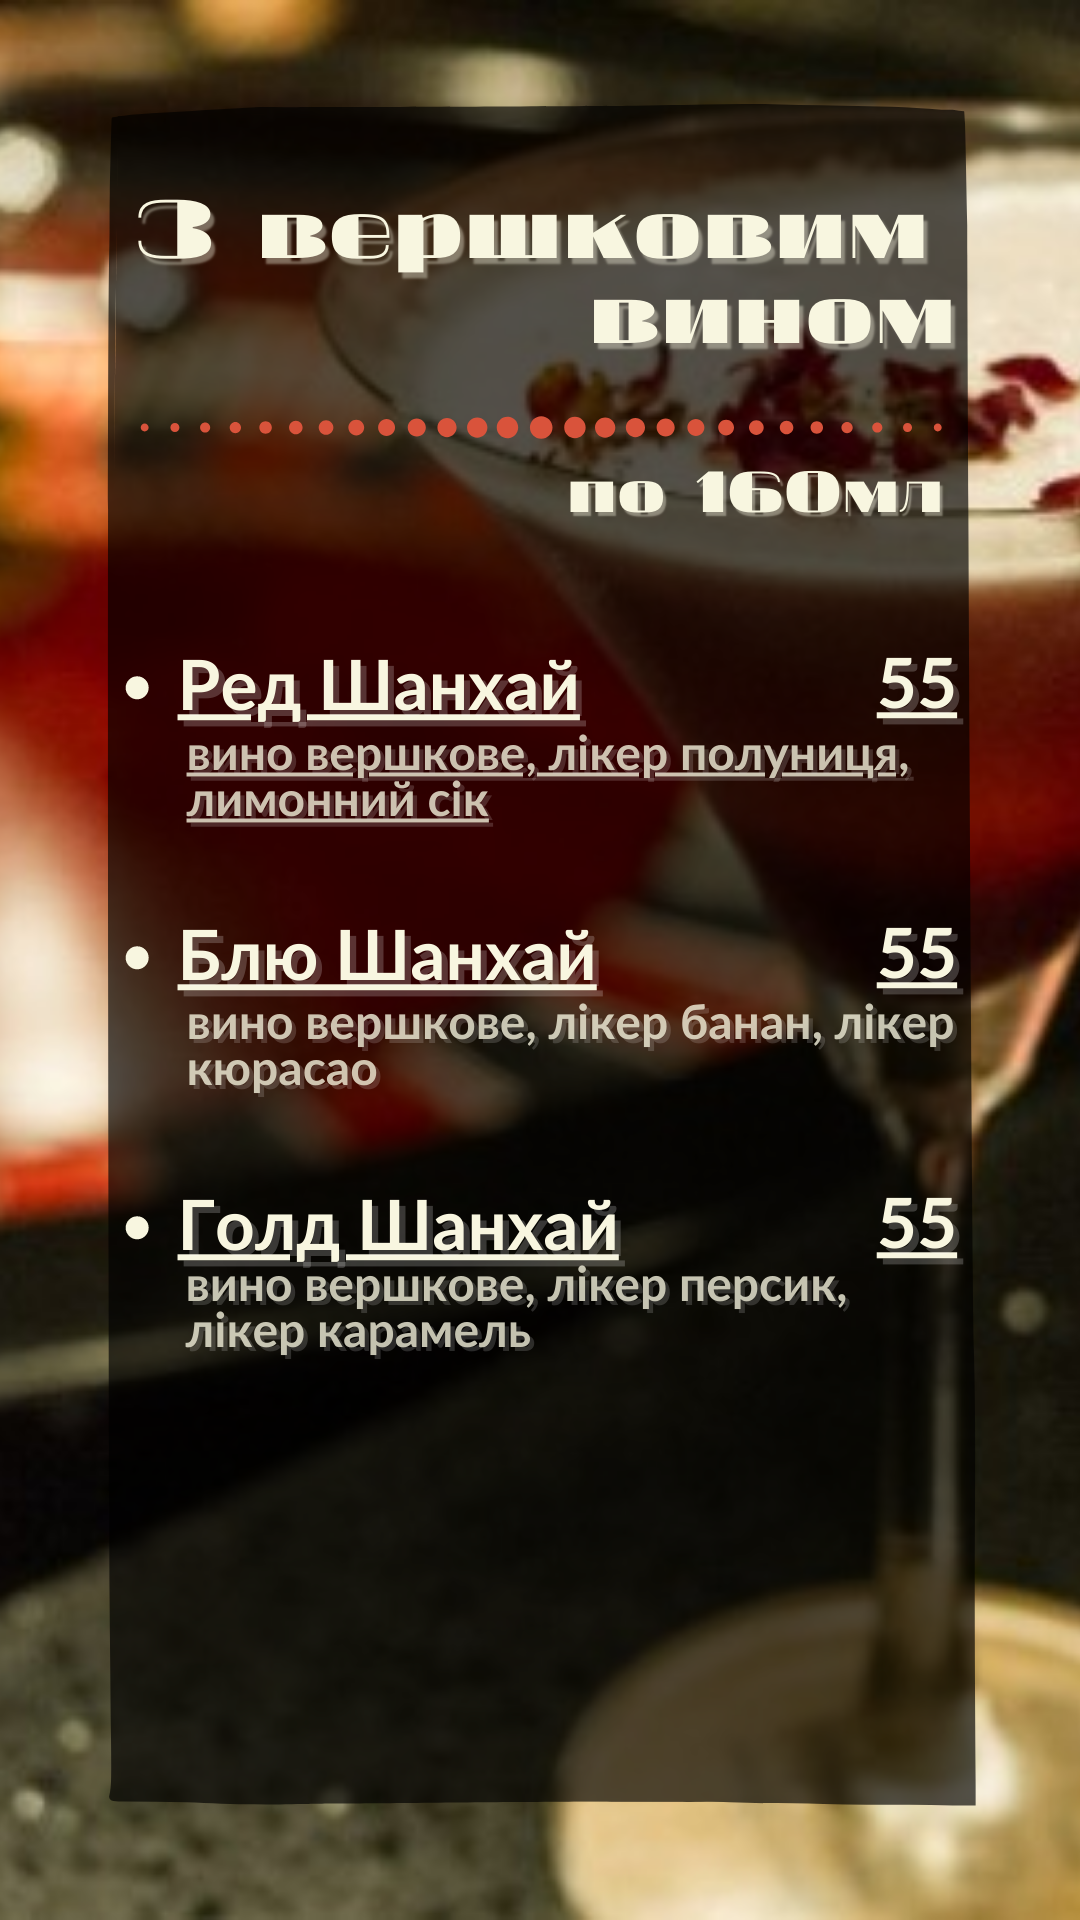 З вершковим
вином
по 160мл
• Ред Шанхай 55
вино вершкове, лікер полуниця,
лимонний сік
• Блю Шанхай 55
вино вершкове, лікер банан, лікер
кюрасао
• Голд Шанхай 55
вино вершкове, лікер персик,
лікер карамель